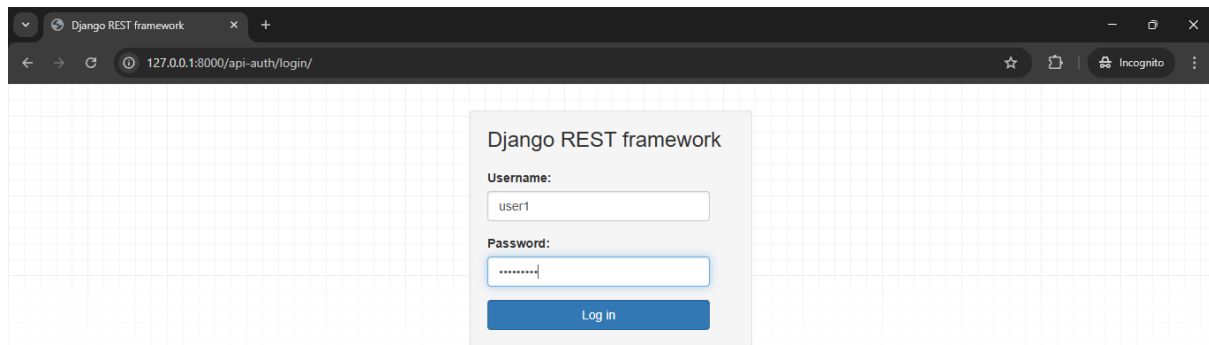 Django REST framework
127.0.0.1:8000/api-auth/login/
Incognito
Django REST framework
Username:
user1
Password:
•••••••••
Log in